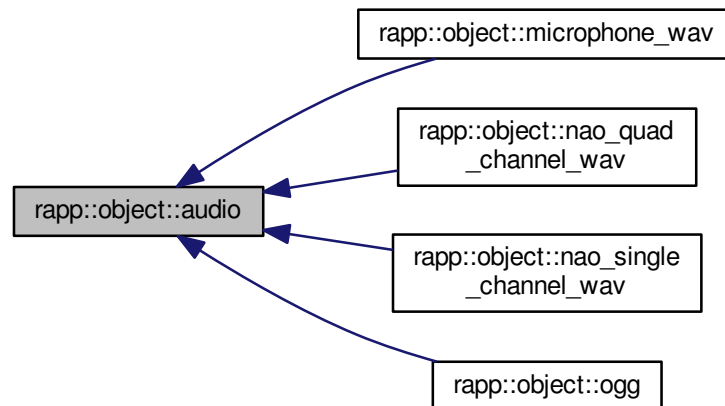 rapp::object::microphone_wav
rapp::object::nao_quad
_channel_wav
rapp::object::audio
rapp::object::nao_single
_channel_wav
rapp::object::ogg